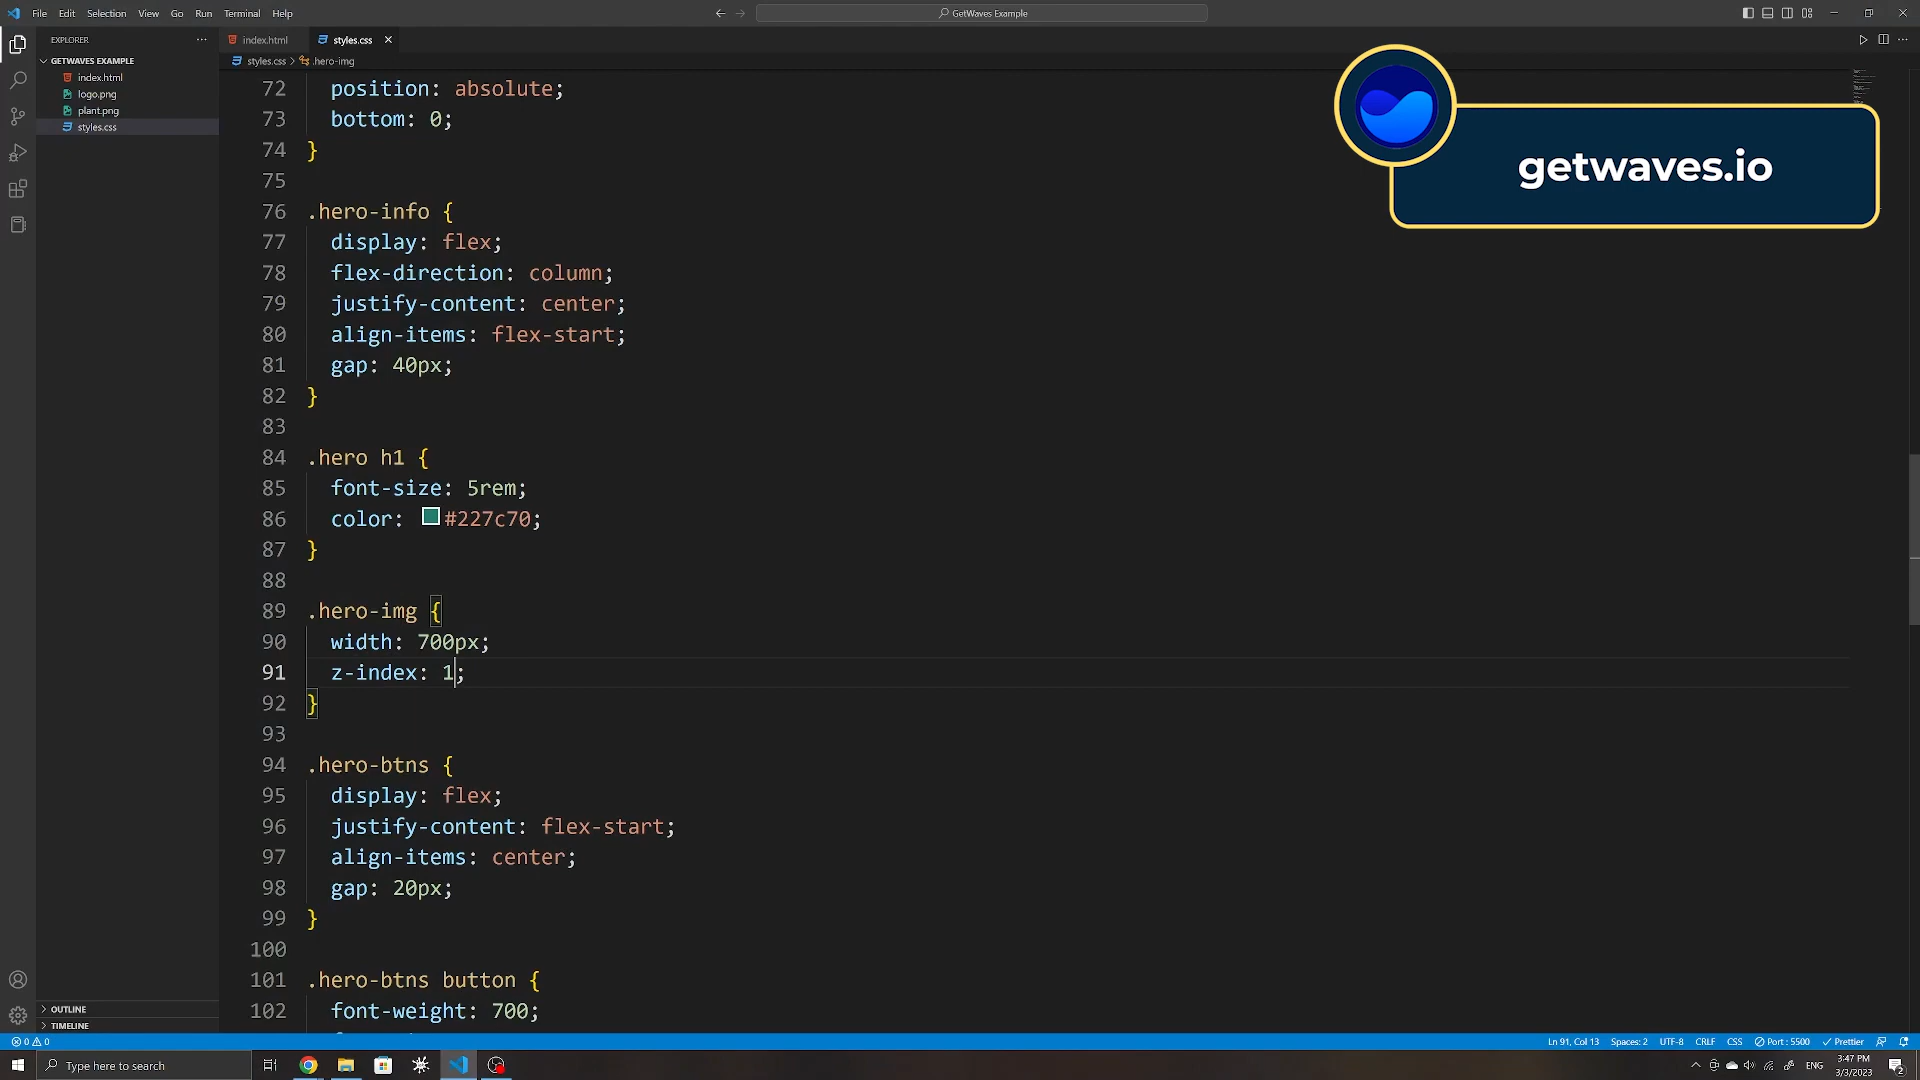 File Edit Selection View Go Run Terminal Help
GetWaves Example
EXPLORER
index.html
styles.css
GETWAVES EXAMPLE
index.html
logo.png
plant.png
styles.css
styles.css > .hero-img
getwaves.io
72 position: absolute;
73 bottom: 0;
74 }
75
76 .hero-info {
77 display: flex;
78 flex-direction: column;
79 justify-content: center;
80 align-items: flex-start;
81 gap: 40px;
82 }
83
84 .hero h1 {
85 font-size: 5rem;
86 color: #227c70;
87 }
88
89 .hero-img {
90 width: 700px;
91 z-index: 1;
92 }
93
94 .hero-btns {
95 display: flex;
96 justify-content: flex-start;
97 align-items: center;
98 gap: 20px;
99 }
100
101 .hero-btns button {
102 font-weight: 700;
OUTLINE
TIMELINE
0 0
Ln 91, Col 13 Spaces: 2 UTF-8 CRLF CSS Port : 5500 Prettier
Type here to search
ENG
3:47 PM
3/3/2023
2